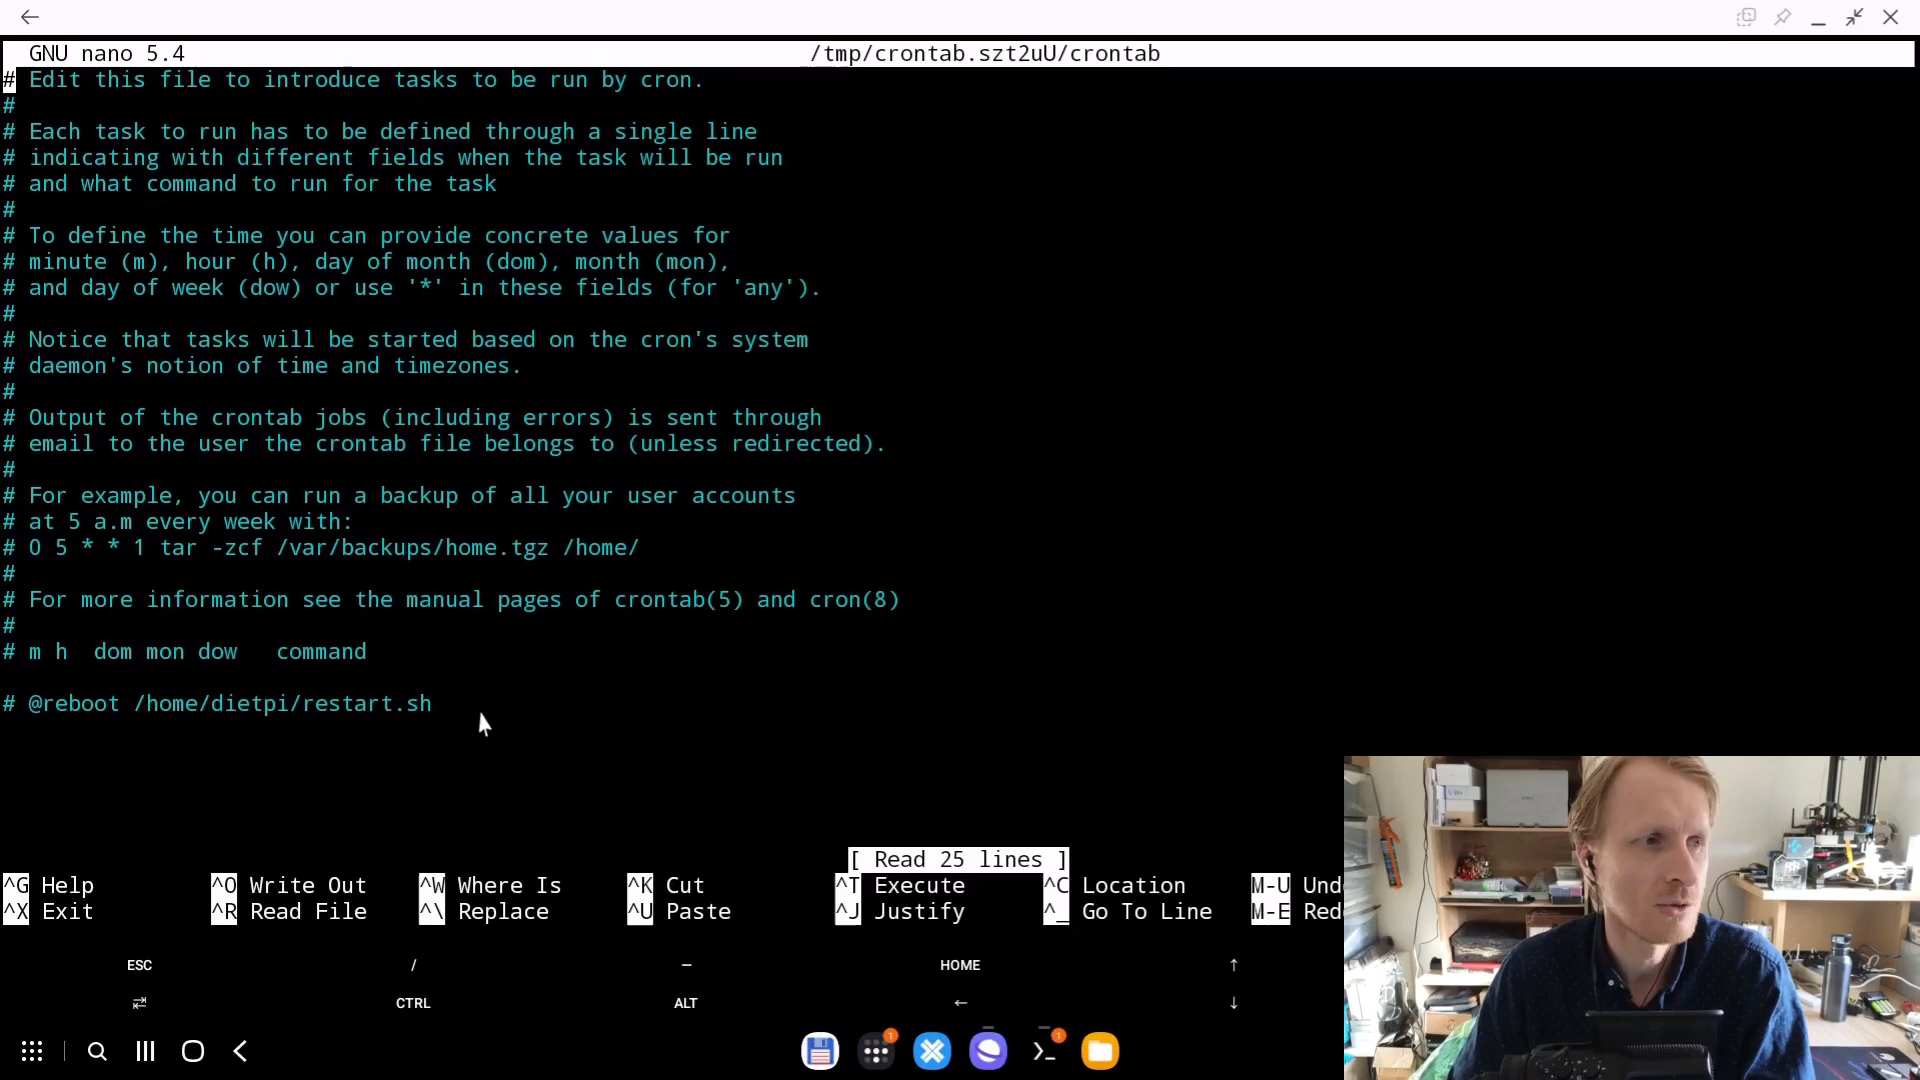 GNU nano 5.4 /tmp/crontab.szt2uU/crontab
# Edit this file to introduce tasks to be run by cron.
#
# Each task to run has to be defined through a single line
# indicating with different fields when the task will be run
# and what command to run for the task
#
# To define the time you can provide concrete values for
# minute (m), hour (h), day of month (dom), month (mon),
# and day of week (dow) or use '*' in these fields (for 'any').
#
# Notice that tasks will be started based on the cron's system
# daemon's notion of time and timezones.
#
# Output of the crontab jobs (including errors) is sent through
# email to the user the crontab file belongs to (unless redirected).
#
# For example, you can run a backup of all your user accounts
# at 5 a.m every week with:
# 0 5 * * 1 tar -zcf /var/backups/home.tgz /home/
#
# For more information see the manual pages of crontab(5) and cron(8)
#
# m h  dom mon dow   command
# @reboot /home/dietpi/restart.sh
[ Read 25 lines ]
^G Help ^O Write Out ^W Where Is ^K Cut ^T Execute ^C Location M-U Und
^X Exit ^R Read File ^\ Replace ^U Paste ^J Justify ^_ Go To Line M-E Red
ESC / – HOME ↑
⇄ CTRL ALT ← ↓
1 1